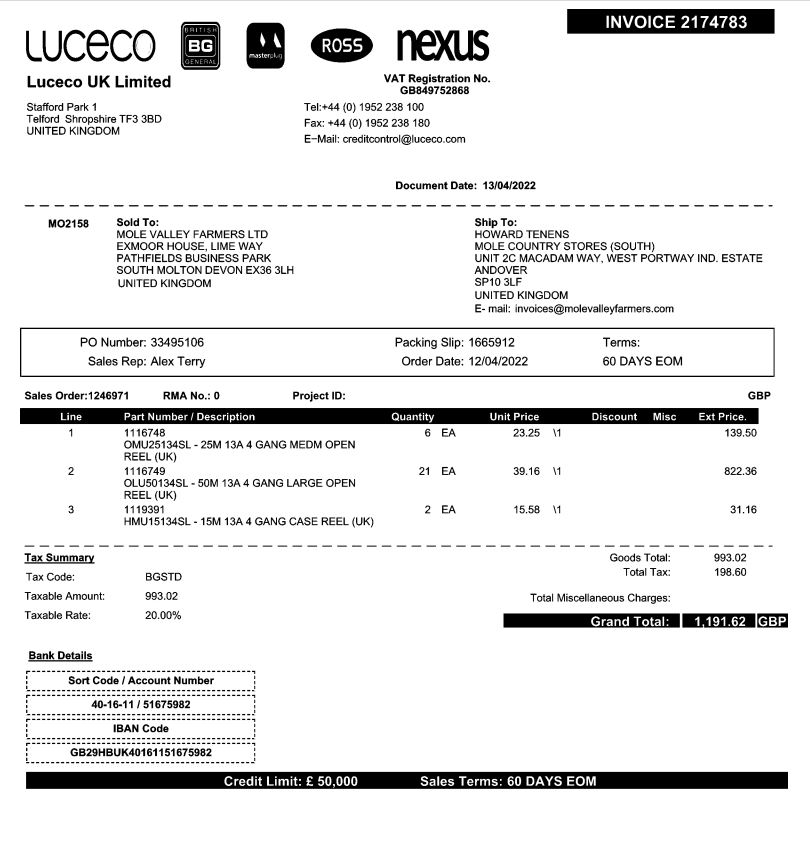 INVOICE 2174783
LUCECO
BRITISH
BG
GENERAL
masterplug
ROSS
nexus
Luceco UK Limited
VAT Registration No.
GB849752868
Stafford Park 1
Telford Shropshire TF3 3BD
UNITED KINGDOM
Tel:+44 (0) 1952 238 100
Fax: +44 (0) 1952 238 180
E-Mail: creditcontrol@luceco.com
Document Date: 13/04/2022
MO2158
Sold To:
MOLE VALLEY FARMERS LTD
EXMOOR HOUSE, LIME WAY
PATHFIELDS BUSINESS PARK
SOUTH MOLTON DEVON EX36 3LH
UNITED KINGDOM
Ship To:
HOWARD TENENS
MOLE COUNTRY STORES (SOUTH)
UNIT 2C MACADAM WAY, WEST PORTWAY IND. ESTATE
ANDOVER
SP10 3LF
UNITED KINGDOM
E- mail: invoices@molevalleyfarmers.com
PO Number: 33495106 Packing Slip: 1665912 Terms:
Sales Rep: Alex Terry Order Date: 12/04/2022 60 DAYS EOM
Sales Order:1246971 RMA No.: 0 Project ID: GBP
Line Part Number / Description Quantity Unit Price Discount Misc Ext Price.
1 1116748 6 EA 23.25 \1 139.50
OMU25134SL - 25M 13A 4 GANG MEDM OPEN
REEL (UK)
2 1116749 21 EA 39.16 \1 822.36
OLU50134SL - 50M 13A 4 GANG LARGE OPEN
REEL (UK)
3 1119391 2 EA 15.58 \1 31.16
HMU15134SL - 15M 13A 4 GANG CASE REEL (UK)
Tax Summary
Tax Code: BGSTD
Taxable Amount: 993.02
Taxable Rate: 20.00%
Goods Total: 993.02
Total Tax: 198.60
Total Miscellaneous Charges:
Grand Total: 1,191.62 GBP
Bank Details
Sort Code / Account Number
40-16-11 / 51675982
IBAN Code
GB29HBUK40161151675982
Credit Limit: £ 50,000 Sales Terms: 60 DAYS EOM